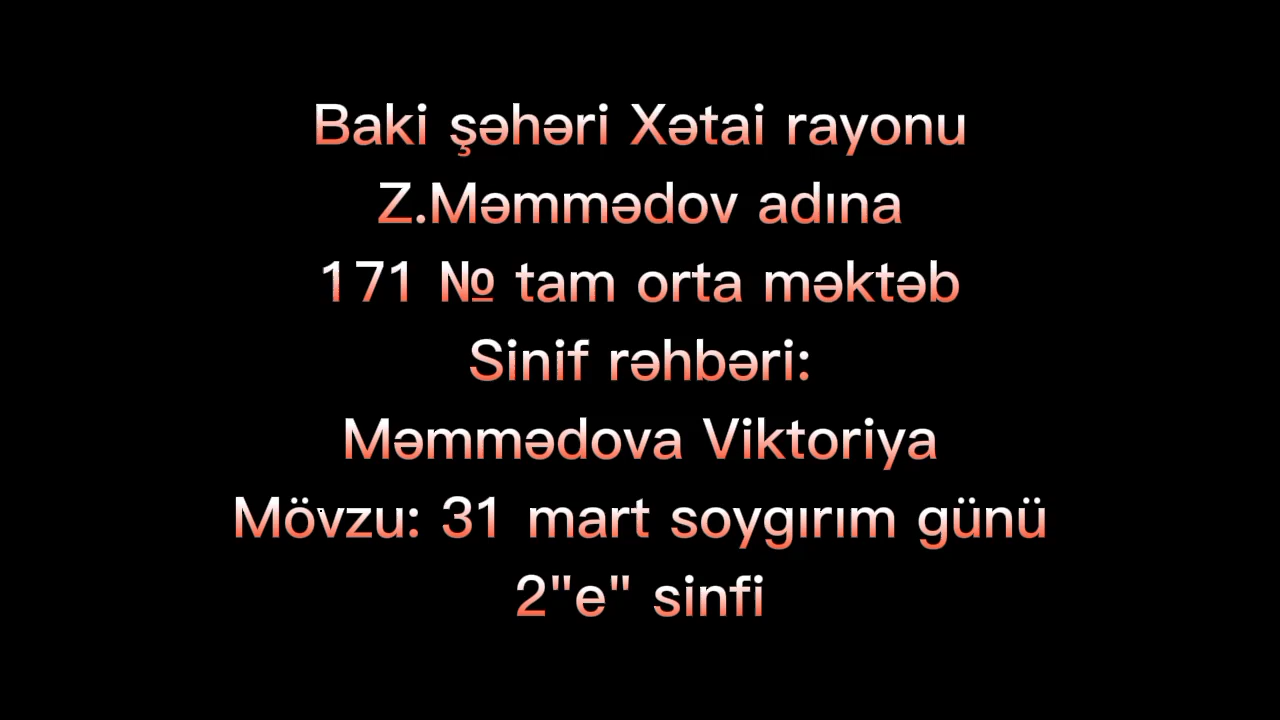 Baki şəhəri Xətai rayonu
Z.Məmmədov adına
171 № tam orta məktəb
Sinif rəhbəri:
Məmmədova Viktoriya
Mövzu: 31 mart soygırım günü
2"e" sinfi